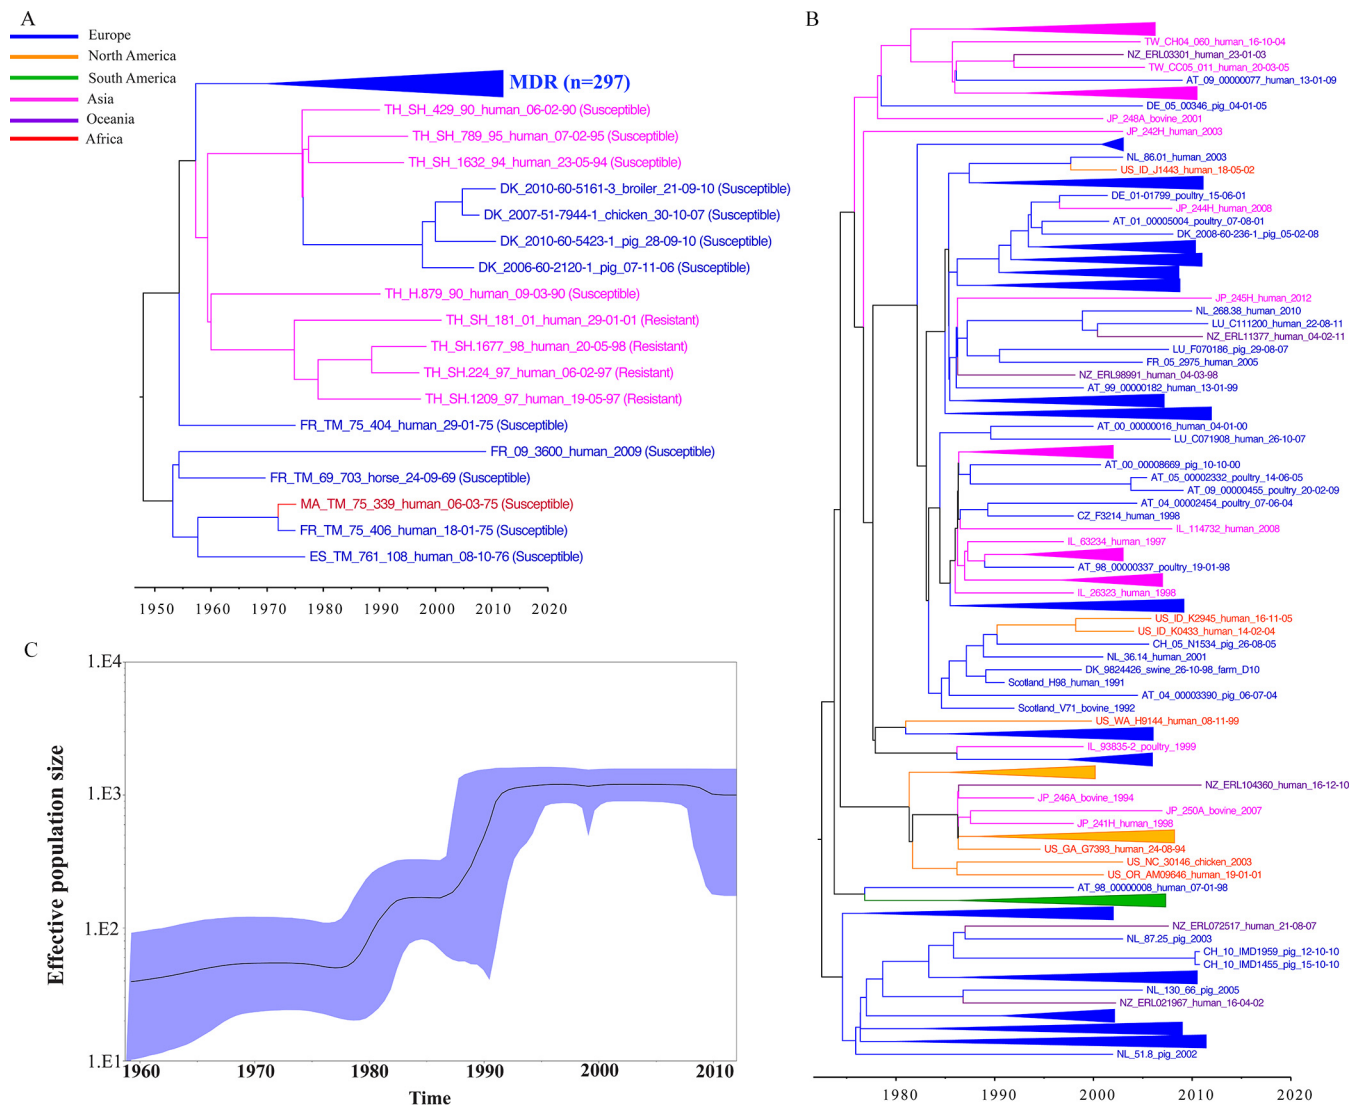 A
Europe
North America
South America
Asia
Oceania
Africa
MDR (n=297)
TH_SH_429_90_human_06-02-90 (Susceptible)
TH_SH_789_95_human_07-02-95 (Susceptible)
TH_SH_1632_94_human_23-05-94 (Susceptible)
DK_2010-60-5161-3_broiler_21-09-10 (Susceptible)
DK_2007-51-7944-1_chicken_30-10-07 (Susceptible)
DK_2010-60-5423-1_pig_28-09-10 (Susceptible)
DK_2006-60-2120-1_pig_07-11-06 (Susceptible)
TH_H.879_90_human_09-03-90 (Susceptible)
TH_SH_181_01_human_29-01-01 (Resistant)
TH_SH.1677_98_human_20-05-98 (Resistant)
TH_SH.224_97_human_06-02-97 (Resistant)
TH_SH.1209_97_human_19-05-97 (Resistant)
FR_TM_75_404_human_29-01-75 (Susceptible)
FR_09_3600_human_2009 (Susceptible)
FR_TM_69_703_horse_24-09-69 (Susceptible)
MA_TM_75_339_human_06-03-75 (Susceptible)
FR_TM_75_406_human_18-01-75 (Susceptible)
ES_TM_761_108_human_08-10-76 (Susceptible)
1950 1960 1970 1980 1990 2000 2010 2020
B
TW_CH04_060_human_16-10-04
NZ_ERL03301_human_23-01-03
TW_CC05_011_human_20-03-05
AT_09_00000077_human_13-01-09
DE_05_00346_pig_04-01-05
JP_248A_bovine_2001
JP_242H_human_2003
NL_86.01_human_2003
US_ID_J1443_human_18-05-02
DE_01-01799_poultry_15-06-01
JP_244H_human_2008
AT_01_00005004_poultry_07-08-01
DK_2008-60-236-1_pig_05-02-08
JP_245H_human_2012
NL_268.38_human_2010
LU_C111200_human_22-08-11
NZ_ERL11377_human_04-02-11
LU_F070186_pig_29-08-07
FR_05_2975_human_2005
NZ_ERL98991_human_04-03-98
AT_99_00000182_human_13-01-99
AT_00_00000016_human_04-01-00
LU_C071908_human_26-10-07
AT_00_00008669_pig_10-10-00
AT_05_00002332_poultry_14-06-05
AT_09_00000455_poultry_20-02-09
AT_04_00002454_poultry_07-06-04
CZ_F3214_human_1998
IL_114732_human_2008
IL_63234_human_1997
AT_98_00000337_poultry_19-01-98
IL_26323_human_1998
US_ID_K2945_human_16-11-05
US_ID_K0433_human_14-02-04
CH_05_N1534_pig_26-08-05
NL_36.14_human_2001
DK_9824426_swine_26-10-98_farm_D10
Scotland_H98_human_1991
AT_04_00003390_pig_06-07-04
Scotland_V71_bovine_1992
US_WA_H9144_human_08-11-99
IL_93835-2_poultry_1999
NZ_ERL104360_human_16-12-10
JP_246A_bovine_1994
JP_250A_bovine_2007
JP_241H_human_1998
US_GA_G7393_human_24-08-94
US_NC_30146_chicken_2003
US_OR_AM09646_human_19-01-01
AT_98_00000008_human_07-01-98
NZ_ERL072517_human_21-08-07
NL_87.25_pig_2003
CH_10_IMD1959_pig_12-10-10
CH_10_IMD1455_pig_15-10-10
NL_130_66_pig_2005
NZ_ERL021967_human_16-04-02
NL_51.8_pig_2002
1980 1990 2000 2010 2020
C
Effective population size
1.E4
1.E3
1.E2
1.E1
1960 1970 1980 1990 2000 2010
Time